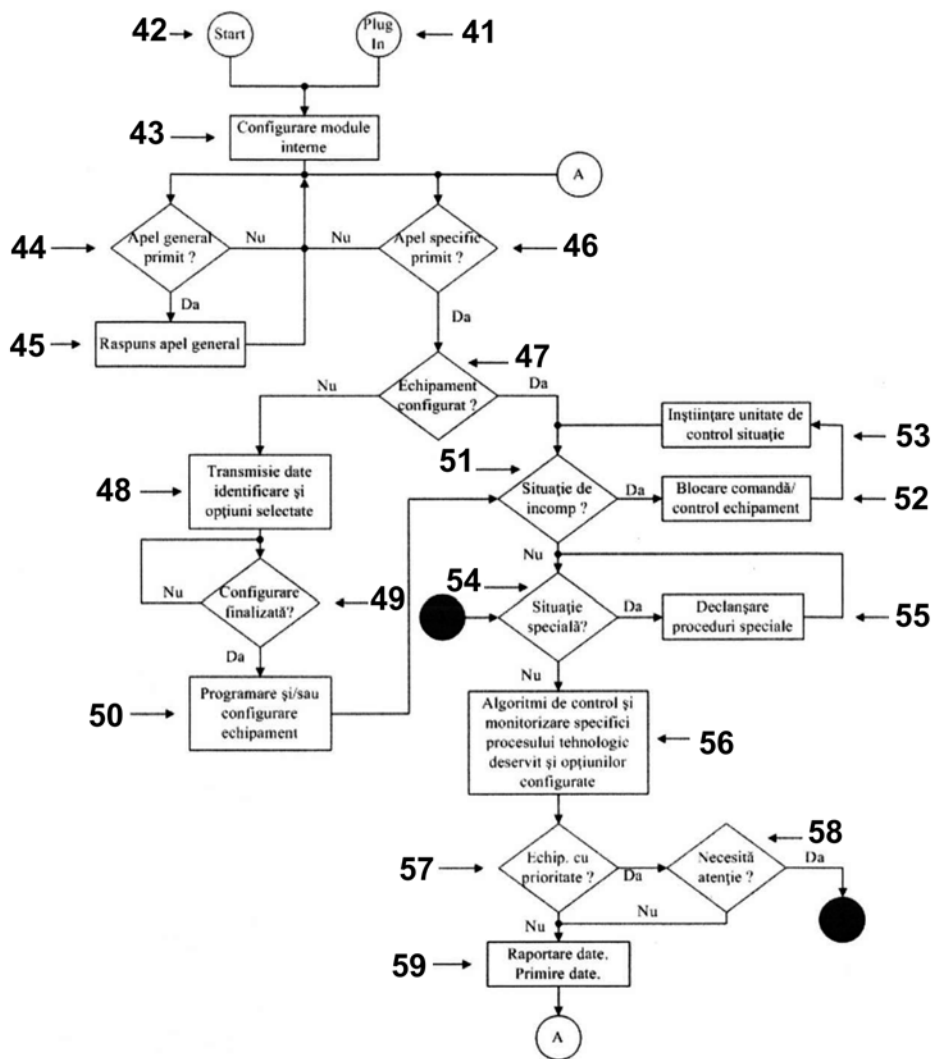 42
Start
Plug
In
41
43
Configurare module
interne
A
44
Apel general
primit ?
Nu
Nu
Apel specific
primit ?
46
Da
Da
45
Raspuns apel general
47
Nu
Echipament
configurat ?
Da
Inştiinţare unitate de
control situaţie
53
51
48
Transmisie date
identificare şi
opţiuni selectate
Situaţie de
incomp ?
Da
Blocare comandă/
control echipament
52
Nu
54
Nu
Configurare
finalizată?
49
Situaţie
specială?
Da
Declanşare
proceduri speciale
55
Da
Nu
50
Programare şi/sau
configurare
echipament
Algoritmi de control şi
monitorizare specifici
procesului tehnologic
deservit şi opţiunilor
configurate
56
58
57
Echip. cu
prioritate ?
Da
Necesită
atenţie ?
Da
Nu
Nu
59
Raportare date.
Primire date.
A